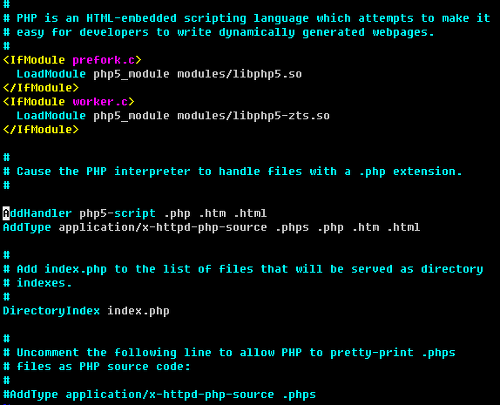 #
# PHP is an HTML-embedded scripting language which attempts to make it
# easy for developers to write dynamically generated webpages.
#
<IfModule prefork.c>
  LoadModule php5_module modules/libphp5.so
</IfModule>
<IfModule worker.c>
  LoadModule php5_module modules/libphp5-zts.so
</IfModule>

#
# Cause the PHP interpreter to handle files with a .php extension.
#

AddHandler php5-script .php .htm .html
AddType application/x-httpd-php-source .phps .php .htm .html

#
# Add index.php to the list of files that will be served as directory
# indexes.
#
DirectoryIndex index.php

#
# Uncomment the following line to allow PHP to pretty-print .phps
# files as PHP source code:
#
#AddType application/x-httpd-php-source .phps